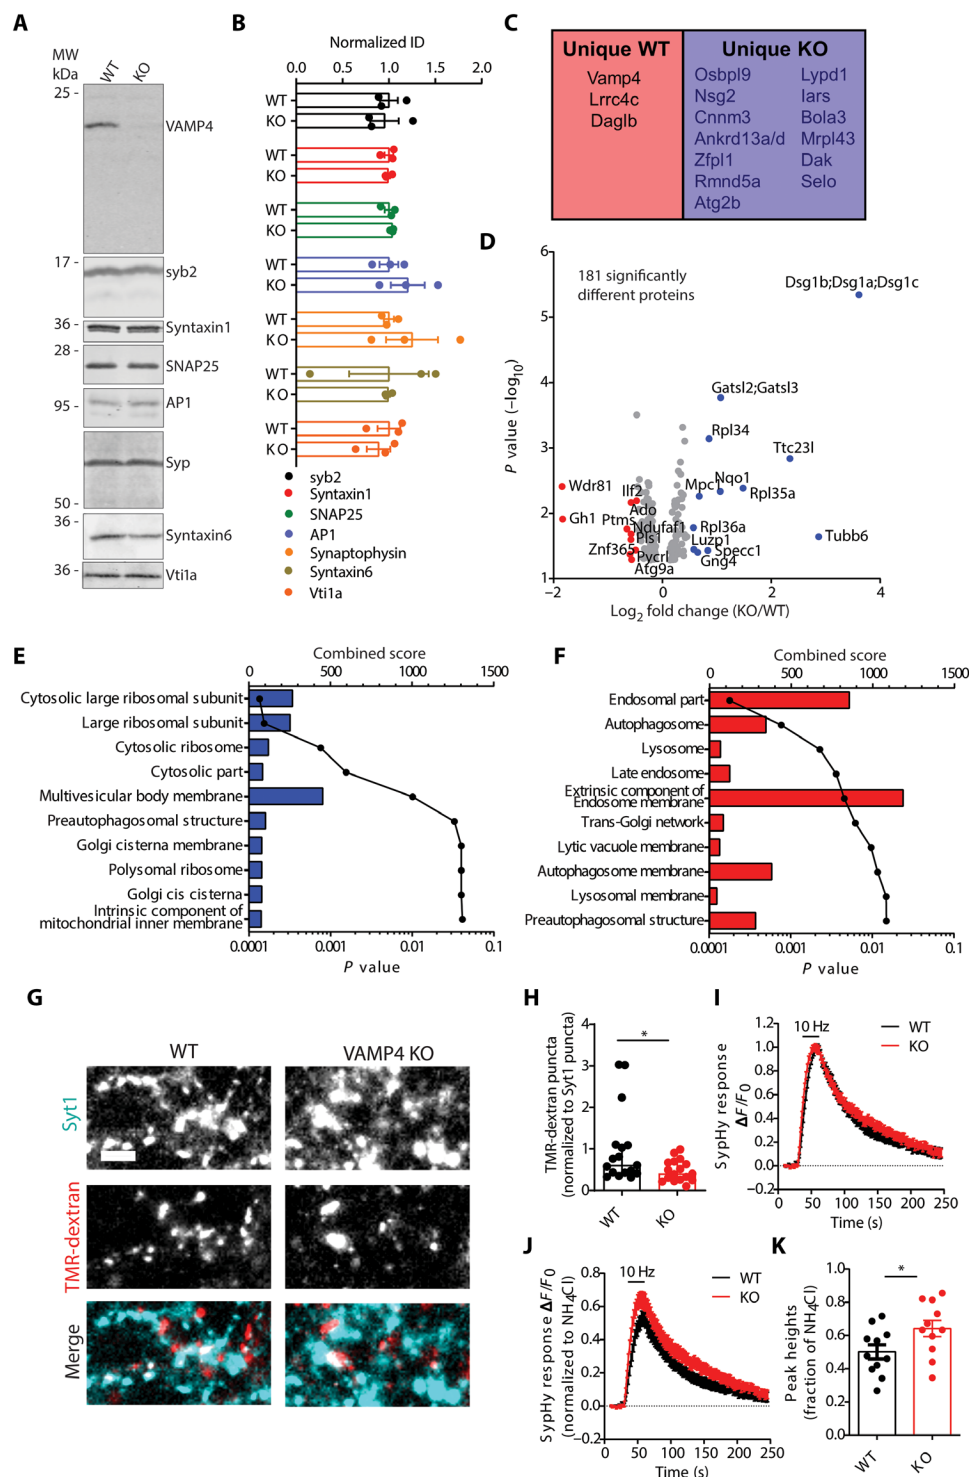 A
MW
kDa
WT
KO
25 -
VAMP4
17 -
syb2
36 -
Syntaxin1
28 -
SNAP25
95 -
AP1
Syp
50 -
36 -
Syntaxin6
36 -
Vti1a
B
Normalized ID
0.0 0.5 1.0 1.5 2.0
WT
KO
WT
KO
WT
KO
WT
KO
WT
KO
WT
KO
WT
KO
syb2
Syntaxin1
SNAP25
AP1
Synaptophysin
Syntaxin6
Vti1a
C
Unique WT
Vamp4
Lrrc4c
Daglb
Unique KO
Osbpl9 Lypd1
Nsg2 Iars
Cnnm3 Bola3
Ankrd13a/d Mrpl43
Zfpl1 Dak
Rmnd5a Selo
Atg2b
D
181 significantly
different proteins
P value (−log10)
6
5
4
3
2
1
Dsg1b;Dsg1a;Dsg1c
Gatsl2;Gatsl3
Rpl34
Ttc23l
Mpc1
Nqo1
Rpl35a
Wdr81
Ilf2
Ado
Gh1
Ptms
Ndufaf1
Rpl36a
Pls1
Luzp1
Tubb6
Znf365
Pycrl
Specc1
Atg9a
Gng4
−2 0 2 4
Log2 fold change (KO/WT)
E
Combined score
0 500 1000 1500
Cytosolic large ribosomal subunit
Large ribosomal subunit
Cytosolic ribosome
Cytosolic part
Multivesicular body membrane
Preautophagosomal structure
Golgi cisterna membrane
Polysomal ribosome
Golgi cis cisterna
Intrinsic component of
mitochondrial inner membrane
0.0001 0.001 0.01 0.1
P value
F
Combined score
0 500 1000 1500
Endosomal part
Autophagosome
Lysosome
Late endosome
Extrinsic component of
Endosome membrane
Trans-Golgi network
Lytic vacuole membrane
Autophagosome membrane
Lysosomal membrane
Preautophagosomal structure
0.0001 0.001 0.01 0.1
P value
G
WT
VAMP4 KO
Syt1
TMR-dextran
Merge
H
TMR-dextran puncta
(normalized to Syt1 puncta)
4
3
2
1
0
*
WT
KO
I
SypHy response
ΔF/F0
10 Hz
WT
KO
1.2
1.0
0.8
0.6
0.4
0.2
0.0
−0.2
0 50 100 150 200 250
Time (s)
J
SypHy response ΔF/F0
(normalized to NH4Cl)
10 Hz
WT
KO
0.8
0.6
0.4
0.2
0.0
−0.2
0 50 100 150 200 250
Time (s)
K
Peak heights
(fraction of NH4Cl)
1.0
0.8
0.6
0.4
0.2
0.0
*
WT
KO